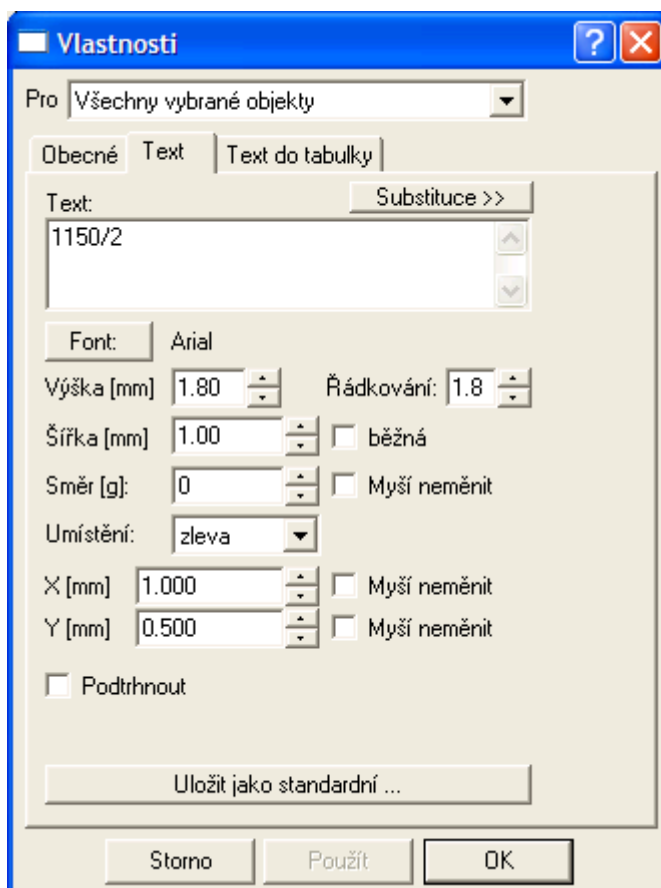 Vlastnosti
Pro Všechny vybrané objekty
Obecné Text Text do tabulky
Text: Substituce >>
1150/2
Font: Arial
Výška [mm] 1.80 Řádkování: 1.8
Šířka [mm] 1.00 běžná
Směr [g]: 0 Myší neměnit
Umístění: zleva
X [mm] 1.000 Myší neměnit
Y [mm] 0.500 Myší neměnit
Podtrhnout
Uložit jako standardní ...
Storno Použít OK